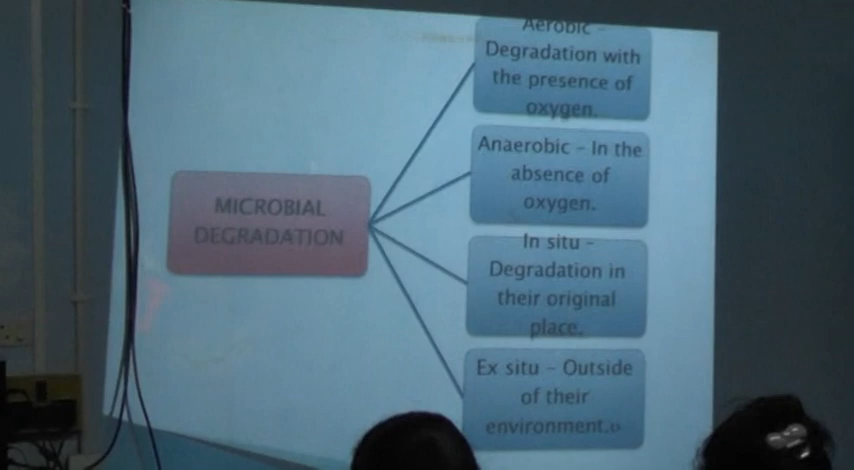 MICROBIAL
DEGRADATION
Aerobic -
Degradation with
the presence of
oxygen.
Anaerobic - In the
absence of
oxygen.
In situ -
Degradation in
their original
place.
Ex situ - Outside
of their
environment.